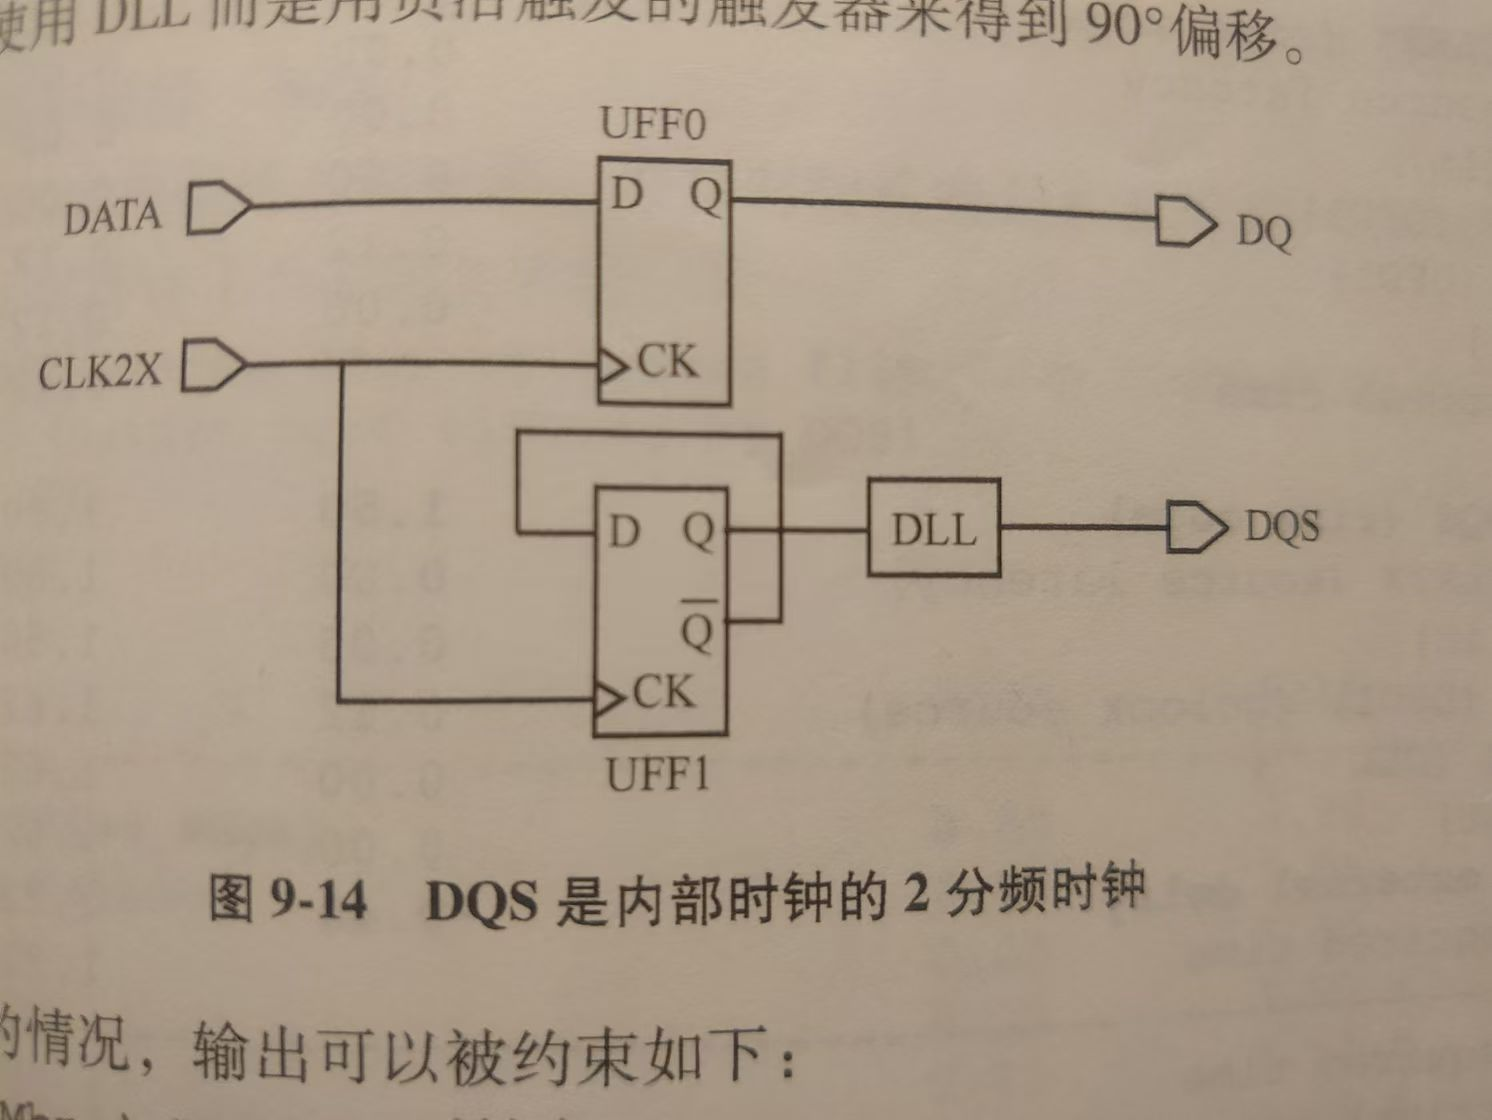 使用 DLL 而是用负沿触发的触发器来得到 90°偏移。
UFF0
DATA
D Q
DQ
CLK2X
CK
D Q
DLL
DQS
Q̅
CK
UFF1
图 9-14 DQS 是内部时钟的 2 分频时钟
的情况，输出可以被约束如下：